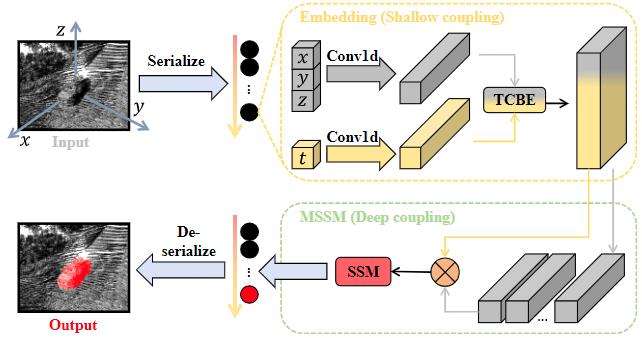 Embedding (Shallow coupling)
z
Serialize
x
y
z
Conv1d
y
x
Input
...
TCBE
t
Conv1d
MSSM (Deep coupling)
De-
serialize
...
SSM
...
Output